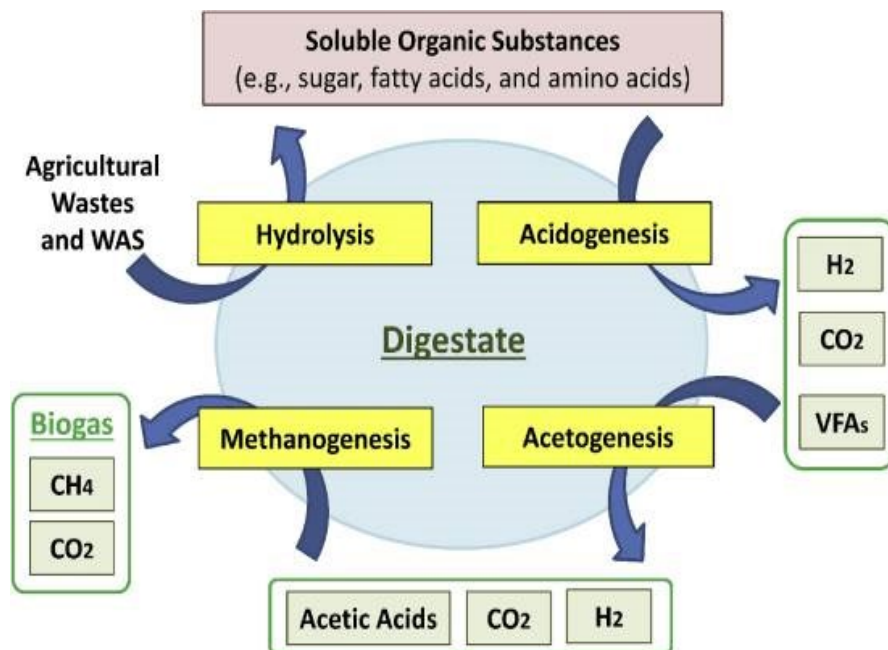 Soluble Organic Substances
(e.g., sugar, fatty acids, and amino acids)
Agricultural
Wastes
and WAS
Hydrolysis
Acidogenesis
H2
CO2
VFAs
Digestate
Biogas
CH4
CO2
Methanogenesis
Acetogenesis
Acetic Acids
CO2
H2